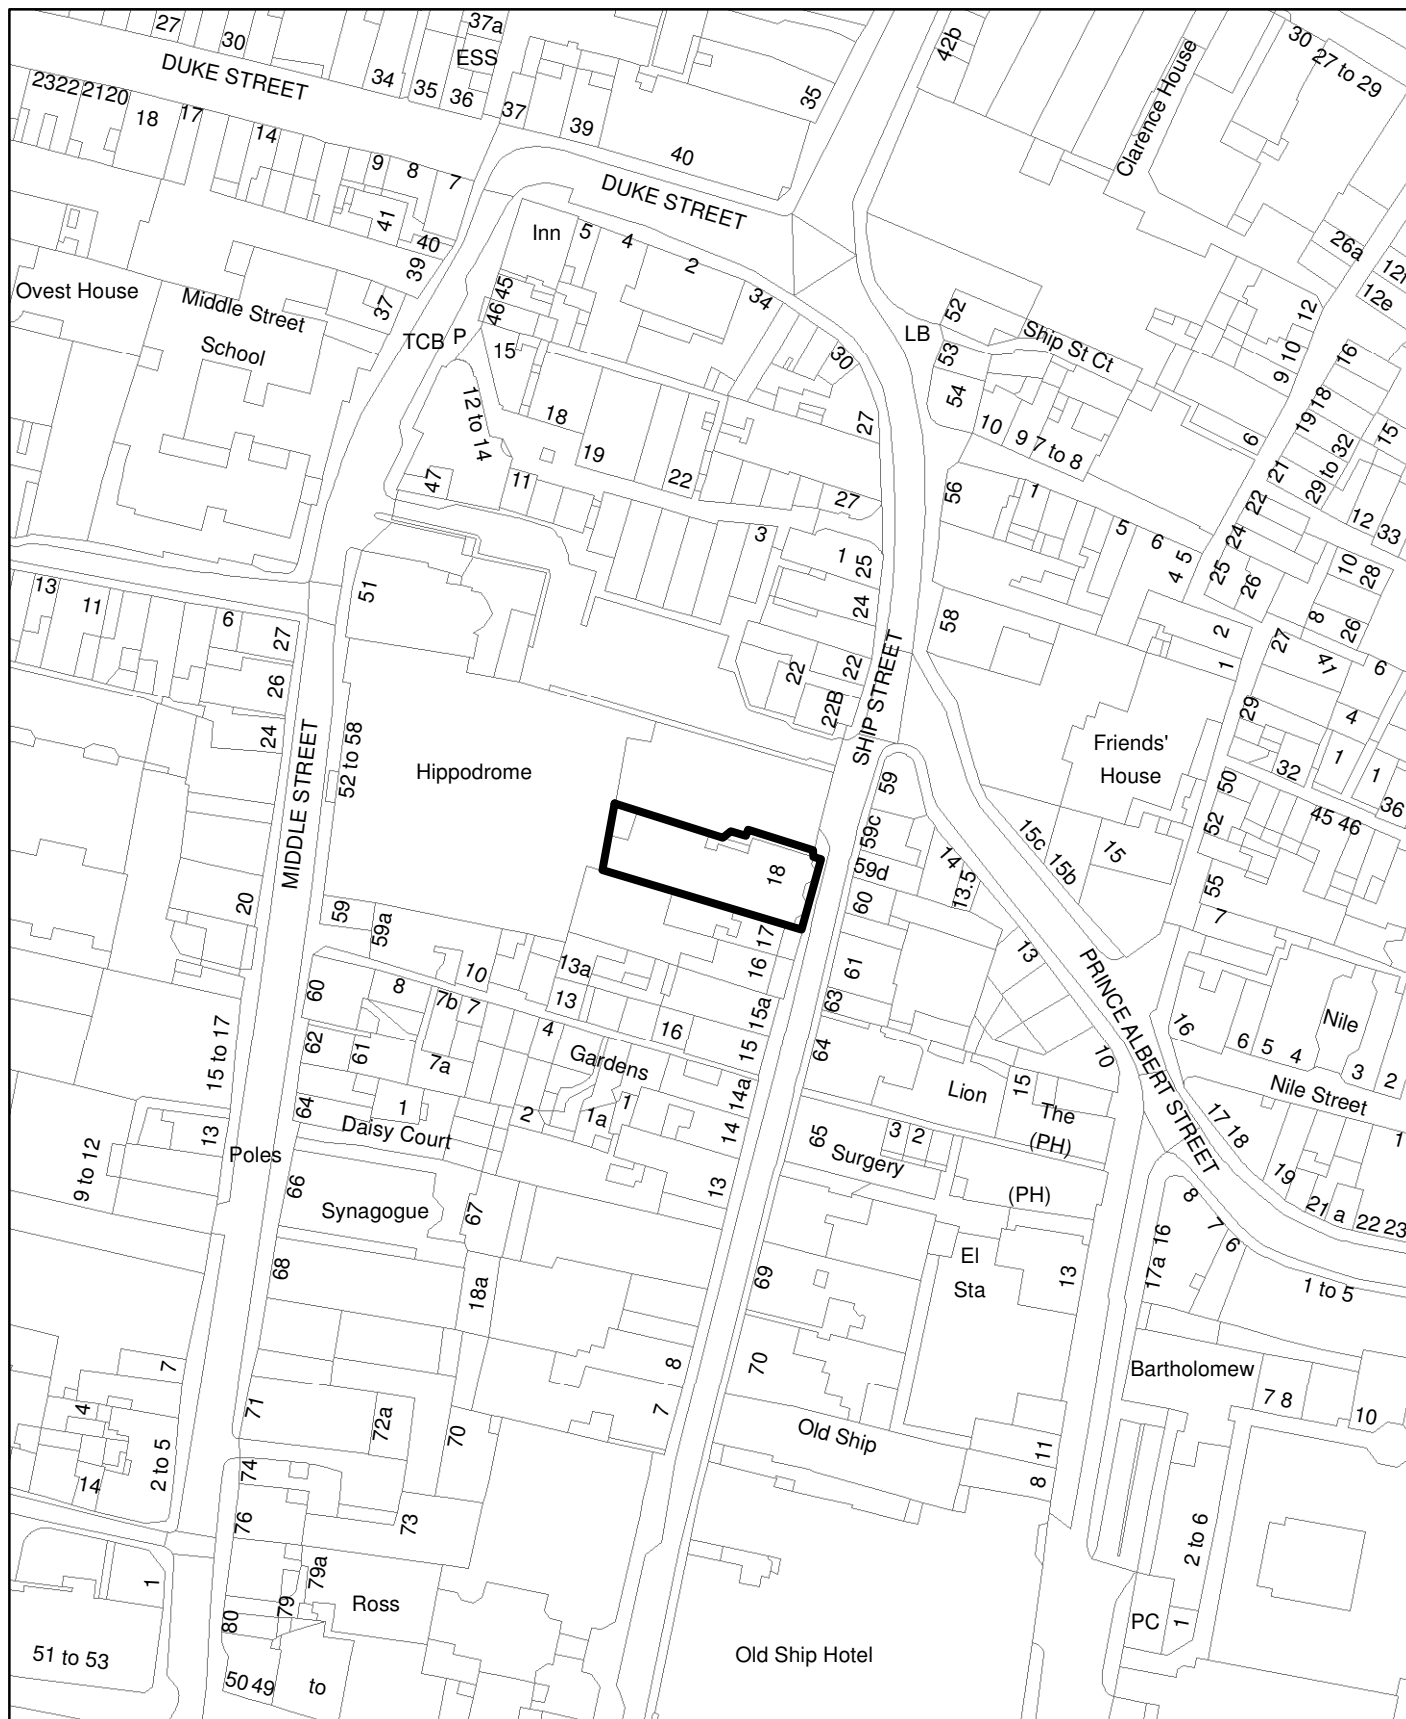 27
30
37a
ESS
DUKE STREET
34
35
36
37
39
40
35
42b
Clarence House
30
27 to 29
23
22
21
20
18
17
14
9
8
7
41
40
39
37
DUKE STREET
Inn
5
4
2
34
26a
12e
12
Ovest House
Middle Street
School
TCB
P
46
45
15
12 to 14
18
19
22
11
47
30
27
27
LB
52
53
54
Ship St Ct
10
9
7 to 8
12
10
9
16
18
19
6
21
29 to 32
15
12
33
56
1
5
6
5
4
22
24
25
26
10
28
8
26
3
1
25
24
51
58
2
1
27
41
6
13
11
6
27
26
24
22
22
22B
SHIP STREET
29
4
32
1
1
36
Friends'
House
MIDDLE STREET
52 to 58
Hippodrome
59
59c
59d
60
14
13.5
15c
15b
15
50
52
45
46
55
7
18
20
59
59a
17
16
15a
15
61
63
64
13
PRINCE ALBERT STREET
10
16
6
5
4
Nile
3
2
Nile Street
60
8
10
13a
13
7b
7
4
16
Gardens
62
61
7a
15 to 17
64
1
Daisy Court
2
1a
1
14a
14
13
Lion
15
The
(PH)
(PH)
65
Surgery
3
2
17
18
1
19
21
a
22
23
9 to 12
13
Poles
66
Synagogue
67
68
18a
69
El
Sta
13
17a
16
8
7
6
1 to 5
7
4
14
2 to 5
71
72a
70
8
7
70
Old Ship
11
8
Bartholomew
7
8
10
74
76
73
2 to 6
1
51 to 53
80
79
79a
Ross
50
49
to
Old Ship Hotel
PC
1